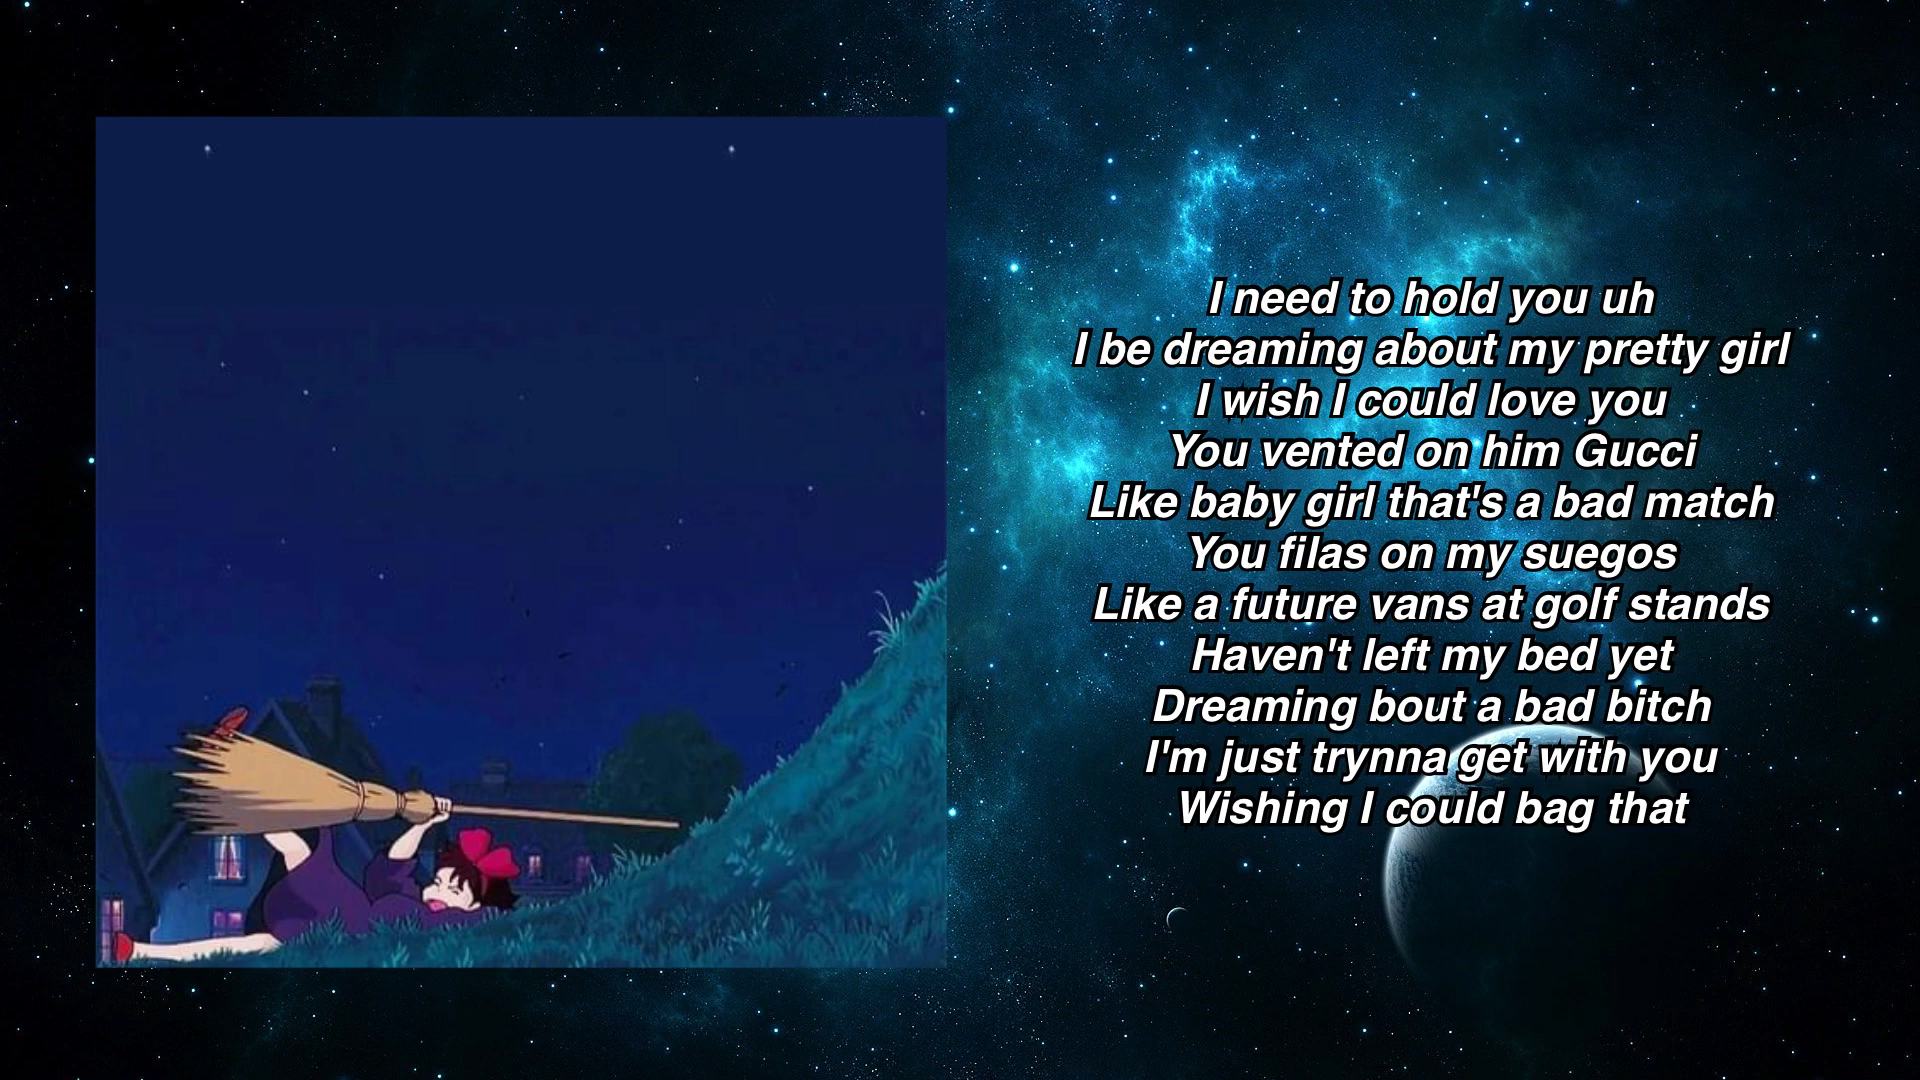 I need to hold you uh
I be dreaming about my pretty girl
I wish I could love you
You vented on him Gucci
Like baby girl that's a bad match
You filas on my suegos
Like a future vans at golf stands
Haven't left my bed yet
Dreaming bout a bad bitch
I'm just trynna get with you
Wishing I could bag that